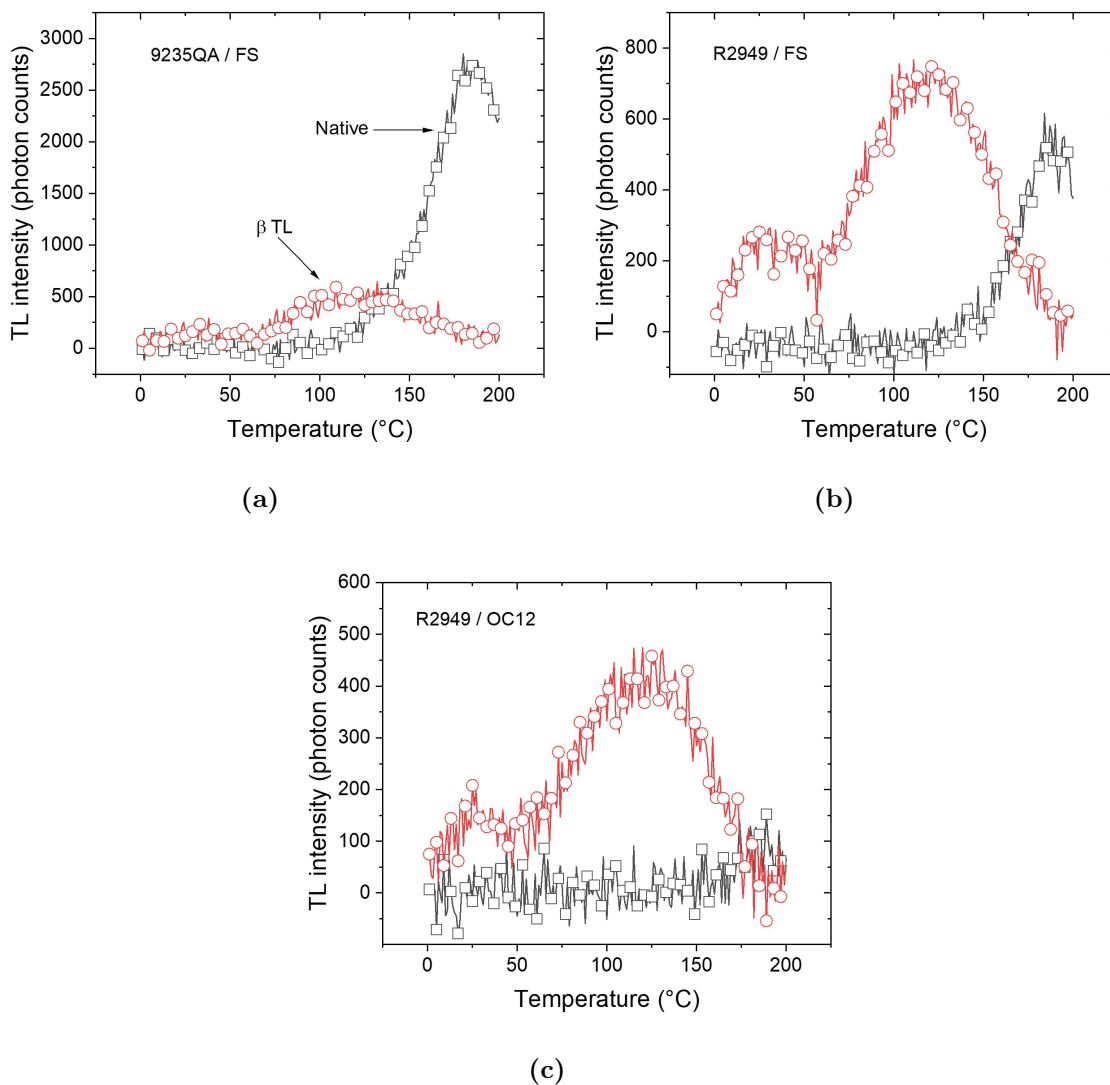 9235QA / FS
3000
2500
2000
1500
1000
500
0
TL intensity (photon counts)
Native
β TL
0 50 100 150 200
Temperature (°C)
(a)
R2949 / FS
800
600
400
200
0
TL intensity (photon counts)
0 50 100 150 200
Temperature (°C)
(b)
R2949 / OC12
600
500
400
300
200
100
0
TL intensity (photon counts)
0 50 100 150 200
Temperature (°C)
(c)